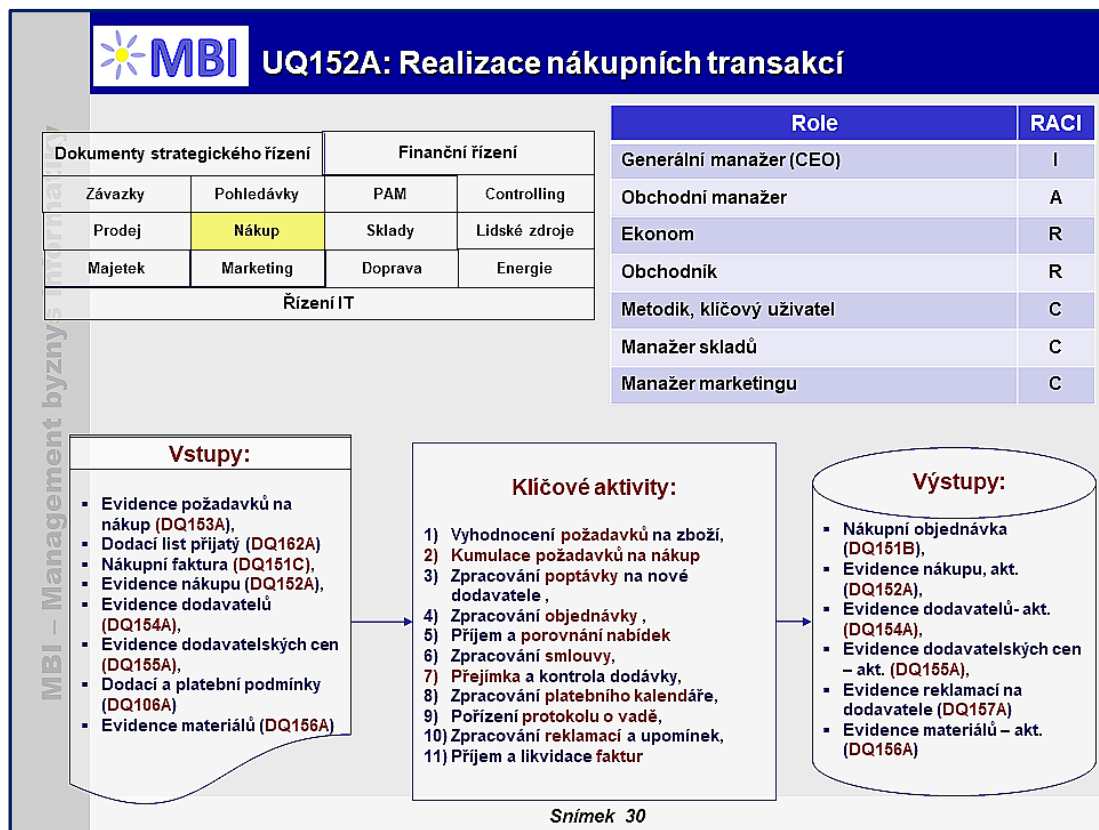 MBI
UQ152A: Realizace nákupních transakcí
MBI – Management byznys informatiky
Dokumenty strategického řízení Finanční řízení
Závazky Pohledávky PAM Controlling
Prodej Nákup Sklady Lidské zdroje
Majetek Marketing Doprava Energie
Řízení IT
Role RACI
Generální manažer (CEO) I
Obchodní manažer A
Ekonom R
Obchodník R
Metodik, klíčový uživatel C
Manažer skladů C
Manažer marketingu C
Vstupy:
▪ Evidence požadavků na
nákup (DQ153A),
▪ Dodací list přijatý (DQ162A)
▪ Nákupní faktura (DQ151C),
▪ Evidence nákupu (DQ152A),
▪ Evidence dodavatelů
(DQ154A),
▪ Evidence dodavatelských cen
(DQ155A),
▪ Dodací a platební podmínky
(DQ106A)
▪ Evidence materiálů (DQ156A)
Klíčové aktivity:
1) Vyhodnocení požadavků na zboží,
2) Kumulace požadavků na nákup
3) Zpracování poptávky na nové
dodavatele ,
4) Zpracování objednávky ,
5) Příjem a porovnání nabídek
6) Zpracování smlouvy,
7) Přejímka a kontrola dodávky,
8) Zpracování platebního kalendáře,
9) Pořízení protokolu o vadě,
10) Zpracování reklamací a upomínek,
11) Příjem a likvidace faktur
Výstupy:
▪ Nákupní objednávka
(DQ151B),
▪ Evidence nákupu, akt.
(DQ152A),
▪ Evidence dodavatelů- akt.
(DQ154A),
▪ Evidence dodavatelských cen
– akt. (DQ155A),
▪ Evidence reklamací na
dodavatele (DQ157A)
▪ Evidence materiálů – akt.
(DQ156A)
Snímek 30